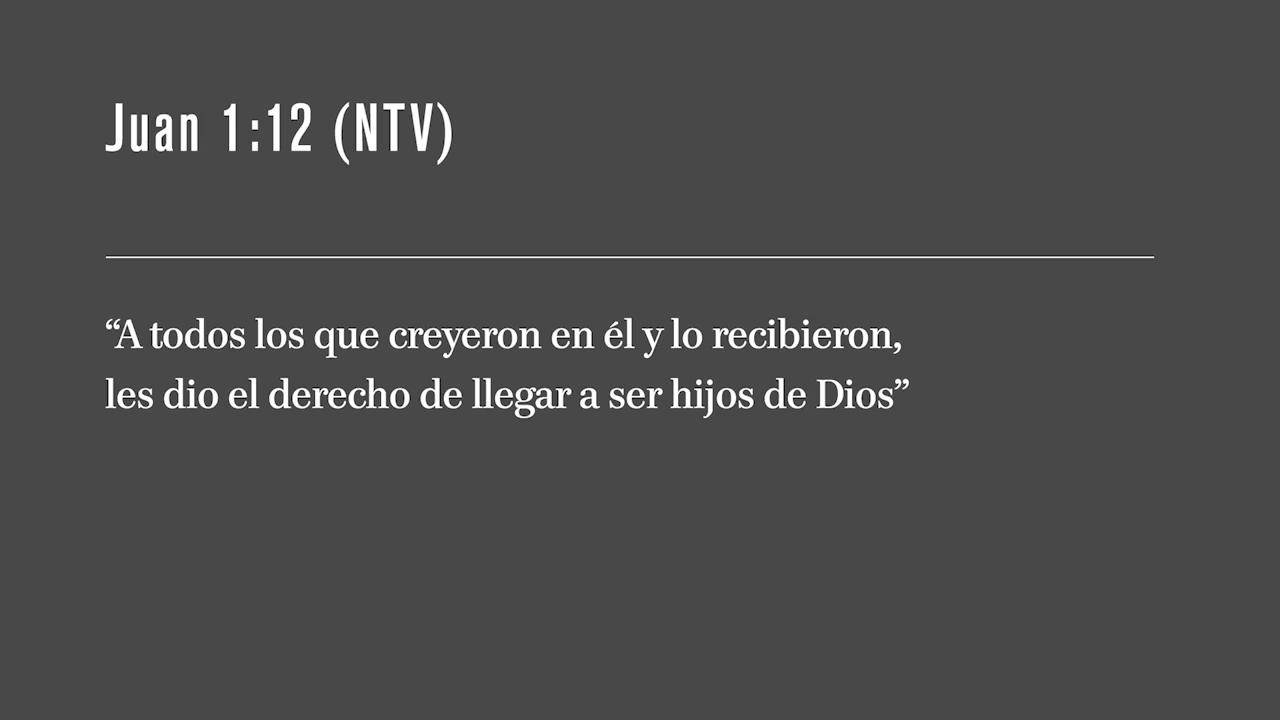 Juan 1:12 (NTV)
“A todos los que creyeron en él y lo recibieron,
les dio el derecho de llegar a ser hijos de Dios”